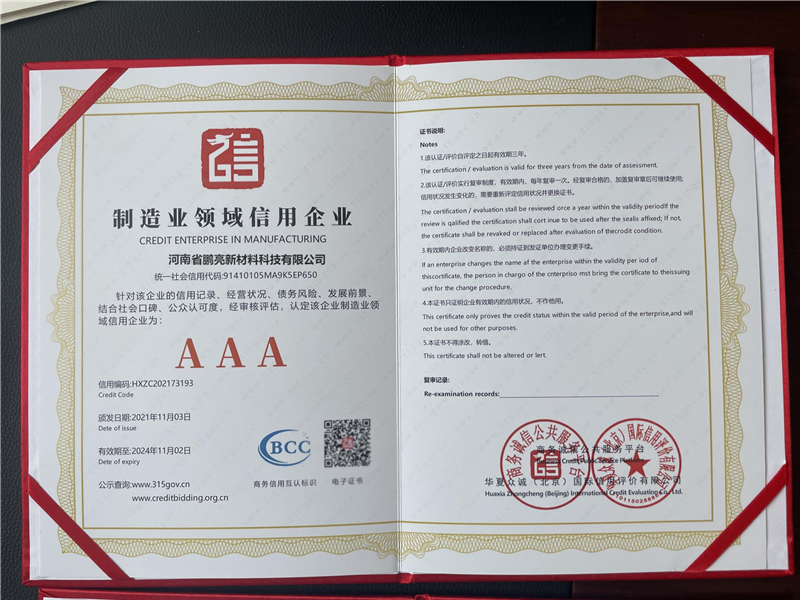 制造业领域信用企业
CREDIT ENTERPRISE IN MANUFACTURING
河南省鹏亮新材料科技有限公司
统一社会信用代码:91410105MA9K5EP650
针对该企业的信用记录、经营状况、债务风险、发展前景、
结合社会口碑、公众认可度，经审核评估，认定该企业制造业领
域信用企业为：
AAA
信用编码:HXZC202173193
Credit Code
颁发日期:2021年11月03日
Date of issue
有效期至:2024年11月02日
Date of expiry
公示查询:www.315gov.cn
www.creditbidding.org.cn
BCC
商务信用互认标识
电子证书
证书说明:
Notes
1.该认证/评价自评定之日起有效期三年。
The certification / evaluation is valid for three years from the date of assessment.
2.该认证/评价实行复审制度，有效期内，每年复审一次。经复审合格的，加盖复审章后可继续使用;
信用状况发生变化的，需要重新评定信用状况并更换证书。
The certification / evaluation stall be reviewed orce a year within the validity periodif the
review is qalified the certification shall cort inue to be used after the sealis affixed; If not,
the certificate shall be revaked or replaced after evaluation of thecrodit condition.
3.有效期内企业改变名称的，必须持证到发证单位办理变更手续。
If an enterprise changes the name af the enterprise within the validity per iod of
thiscortificate, the person in chargo of the cnterpriso mst bring the certificate to theissuing
unit for the change procedure.
4.本证书只证明企业有效期内的信用状况，不作他用。
This certificate only proves the credit status within the valid period of the erterprise,and will
not be used for other purposes.
5.本证书不得涂改、转借。
This certificate shall not be altered or lert.
复审记录:
Re-examination records:
商务诚信公共服务平台
Credit Public Service Platform
华夏众诚（北京）国际信用评价有限公司
Huaxia Zhongcheng (Beijing) International Credit Evaluation Co., Ltd.